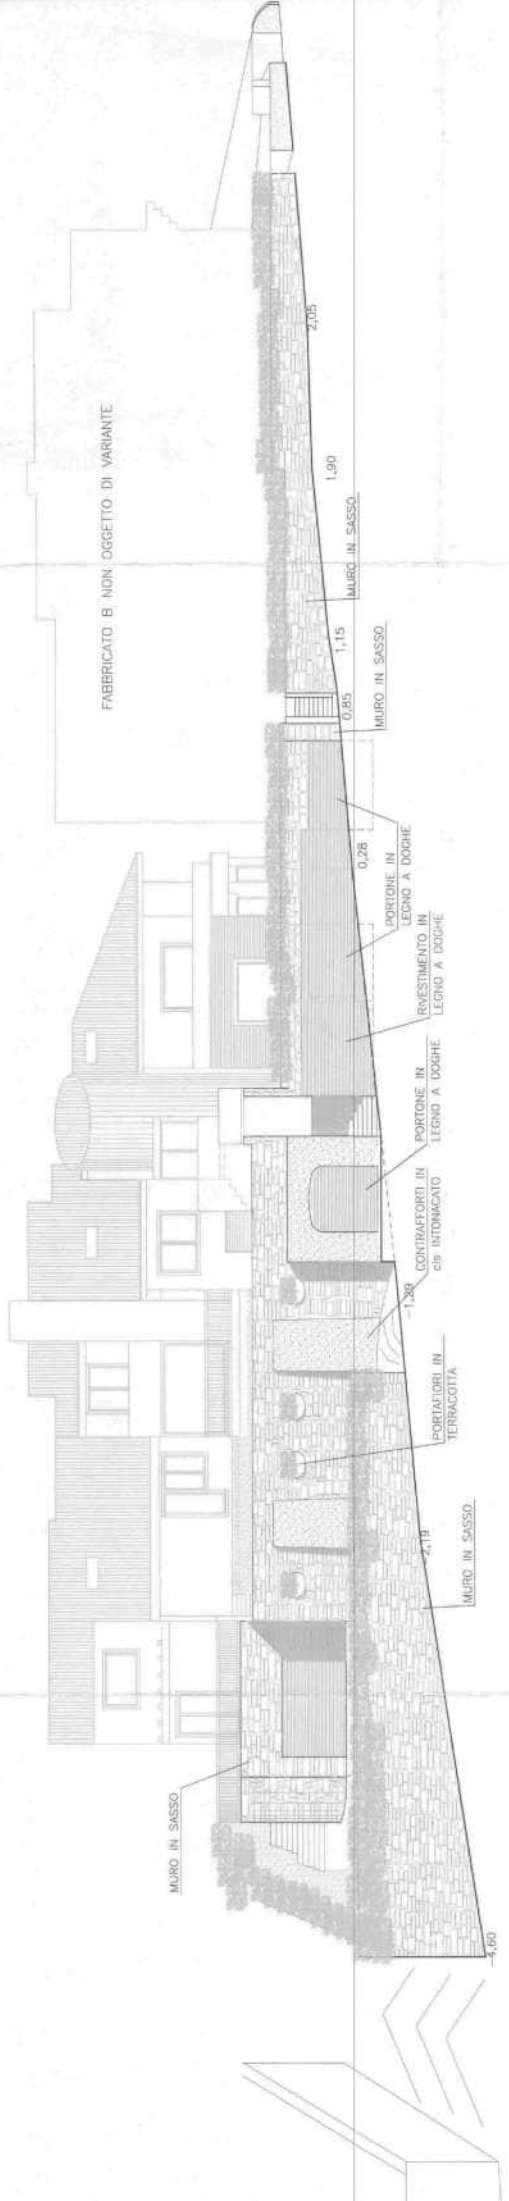 MURO IN SASSO
-4,60
MURO IN SASSO
2,19
PORTAFIORI IN
TERRACOTTA
-1,29
CONTRAFFORTI IN
cls INTONACATO
PORTONE IN
LEGNO A DOGHE
RIVESTIMENTO IN
LEGNO A DOGHE
PORTONE IN
LEGNO A DOGHE
0,28
0,85
MURO IN SASSO
1,15
MURO IN SASSO
1,90
2,05
FABBRICATO B NON OGGETTO DI VARIANTE